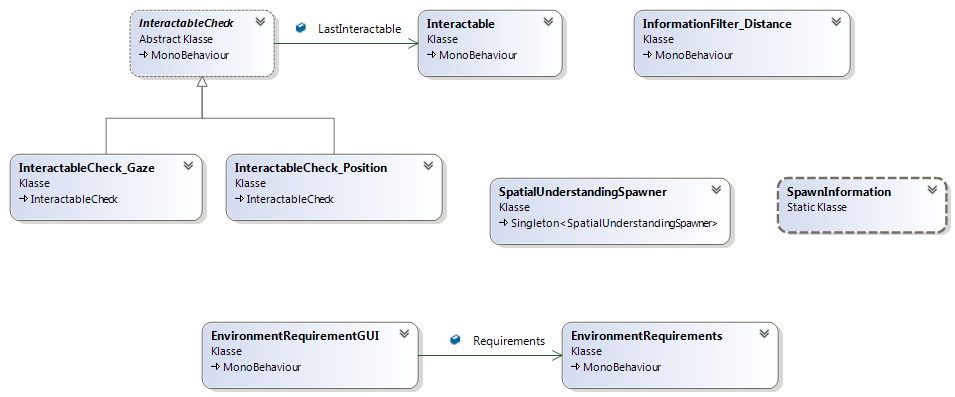 InteractableCheck
Abstract Klasse
MonoBehaviour
LastInteractable
Interactable
Klasse
MonoBehaviour
InformationFilter_Distance
Klasse
MonoBehaviour
InteractableCheck_Gaze
Klasse
InteractableCheck
InteractableCheck_Position
Klasse
InteractableCheck
SpatialUnderstandingSpawner
Klasse
Singleton<SpatialUnderstandingSpawner>
SpawnInformation
Static Klasse
EnvironmentRequirementGUI
Klasse
MonoBehaviour
Requirements
EnvironmentRequirements
Klasse
MonoBehaviour